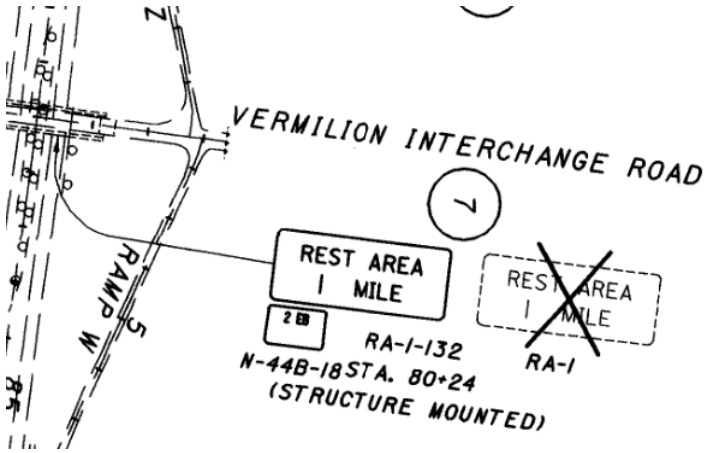 N
VERMILION INTERCHANGE ROAD
7
REST AREA
1 MILE
2 EB
RA-1-132
N-44B-18 STA. 80+24
(STRUCTURE MOUNTED)
REST AREA
1 MILE
RA-1
5
RAMP W
85